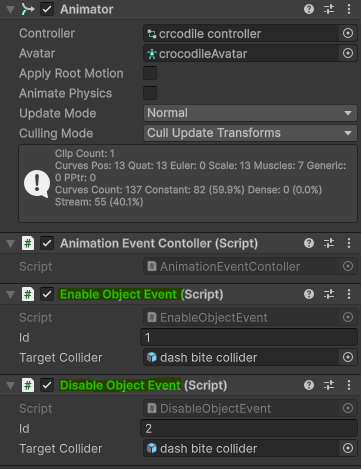 Animator
Controller crcodile controller
Avatar crocodileAvatar
Apply Root Motion
Animate Physics
Update Mode Normal
Culling Mode Cull Update Transforms
Clip Count: 1
Curves Pos: 13 Quat: 13 Euler: 0 Scale: 13 Muscles: 7 Generic:
0 PPtr: 0
Curves Count: 137 Constant: 82 (59.9%) Dense: 0 (0.0%)
Stream: 55 (40.1%)
# Animation Event Contoller (Script)
Script AnimationEventContoller
# Enable Object Event (Script)
Script EnableObjectEvent
Id 1
Target Collider dash bite collider
# Disable Object Event (Script)
Script DisableObjectEvent
Id 2
Target Collider dash bite collider